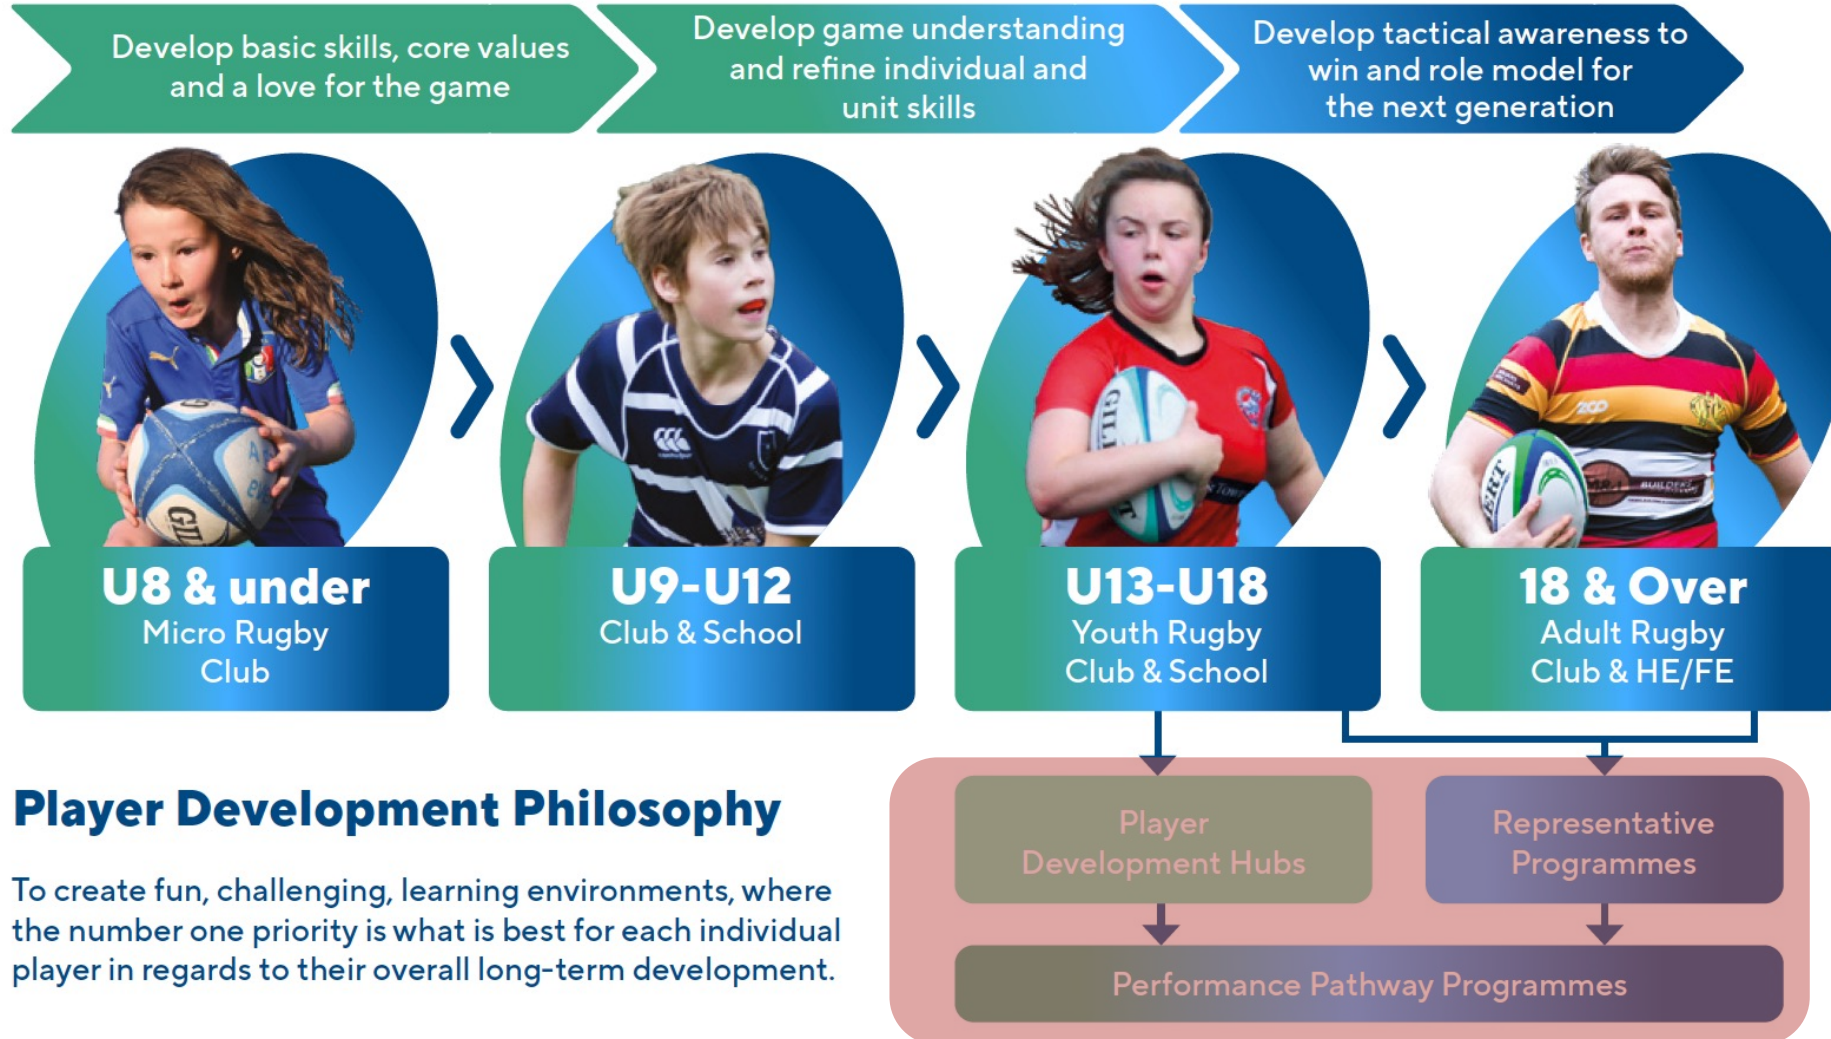 Develop basic skills, core values
and a love for the game
Develop game understanding
and refine individual and
unit skills
Develop tactical awareness to
win and role model for
the next generation
U8 & under
Micro Rugby
Club
U9-U12
Club & School
U13-U18
Youth Rugby
Club & School
18 & Over
Adult Rugby
Club & HE/FE
Player Development Philosophy
To create fun, challenging, learning environments, where
the number one priority is what is best for each individual
player in regards to their overall long-term development.
Player
Development Hubs
Representative
Programmes
Performance Pathway Programmes